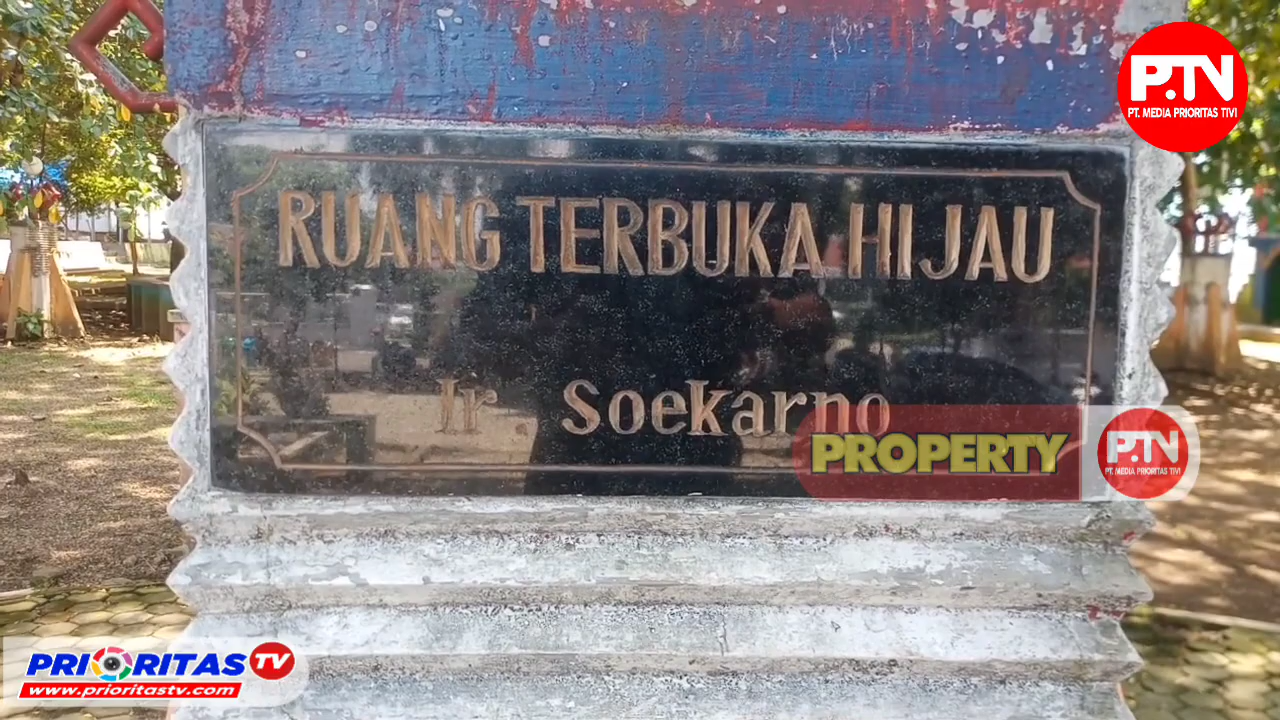 P.TN
PT. MEDIA PRIORITAS TIVI
RUANG TERBUKA HIJAU
Ir Soekarno
PROPERTY
P.TN
PT. MEDIA PRIORITAS TIVI
PRIORITAS TV
www.prioritastv.com